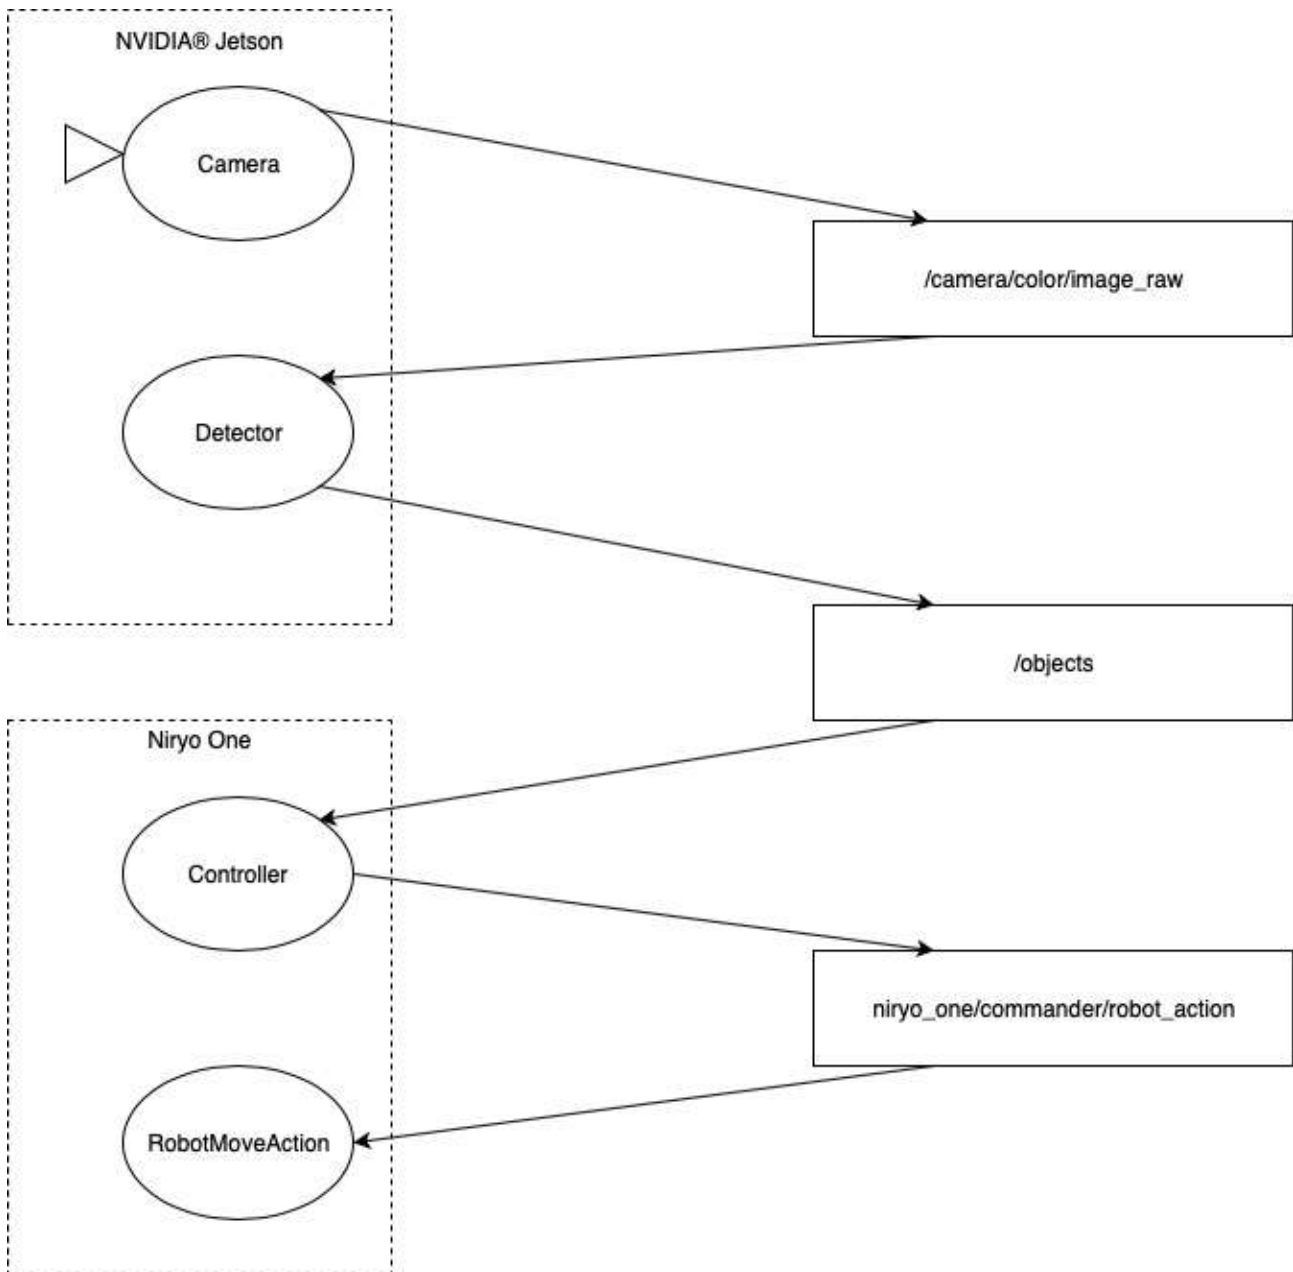 NVIDIA® Jetson
Camera
/camera/color/image_raw
Detector
/objects
Niryo One
Controller
niryo_one/commander/robot_action
RobotMoveAction